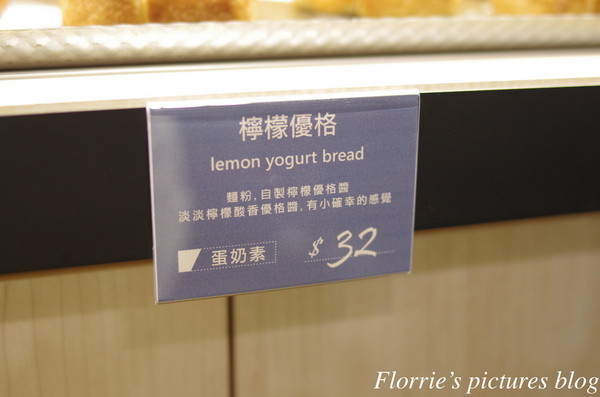 檸檬優格
lemon yogurt bread
麵粉,自製檸檬優格醬
淡淡檸檬酸香優格醬,有小確幸的感覺
蛋奶素 $ 32
Florrie's pictures blog